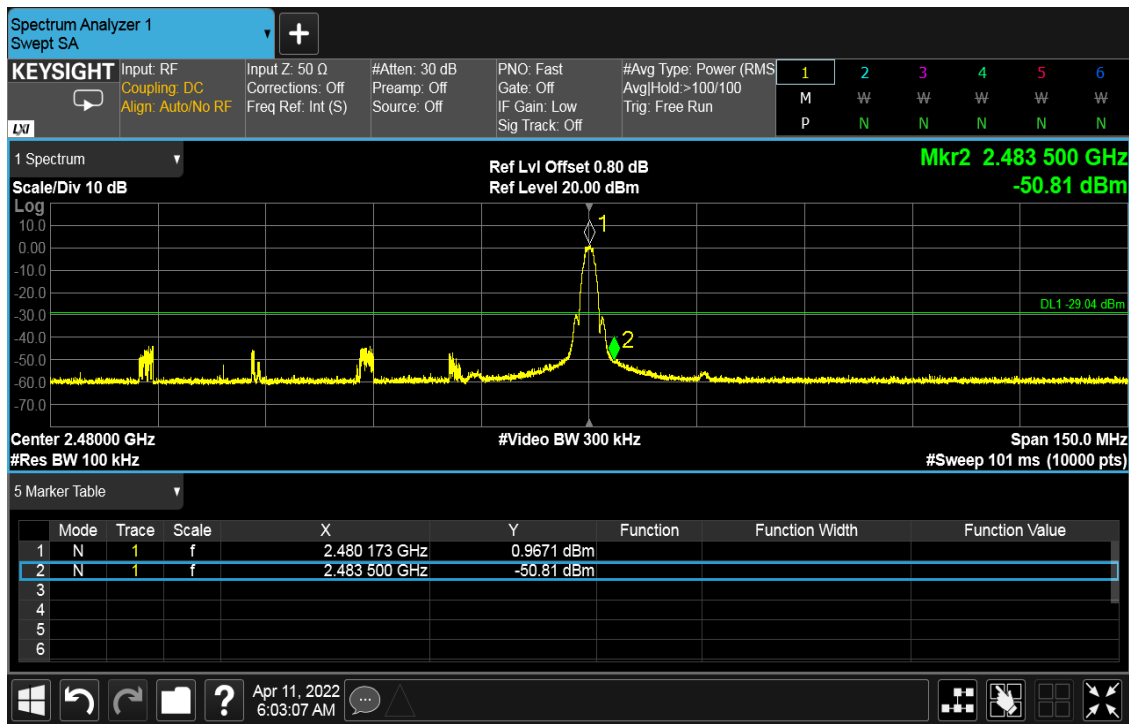 Spectrum Analyzer 1
Swept SA
+
KEYSIGHT
LXI
Input: RF
Coupling: DC
Align: Auto/No RF
Input Z: 50 Ω
Corrections: Off
Freq Ref: Int (S)
#Atten: 30 dB
Preamp: Off
Source: Off
PNO: Fast
Gate: Off
IF Gain: Low
Sig Track: Off
#Avg Type: Power (RMS
Avg|Hold:>100/100
Trig: Free Run
1 2 3 4 5 6
M W W W W W
P N N N N N
1 Spectrum
Scale/Div 10 dB
Ref Lvl Offset 0.80 dB
Ref Level 20.00 dBm
Mkr2 2.483 500 GHz
-50.81 dBm
Log
10.0
0.00
-10.0
-20.0
-30.0
-40.0
-50.0
-60.0
-70.0
1
DL1 -29.04 dBm
2
Center 2.48000 GHz #Video BW 300 kHz Span 150.0 MHz
#Res BW 100 kHz #Sweep 101 ms (10000 pts)
5 Marker Table
Mode Trace Scale X Y Function Function Width Function Value
1 N 1 f 2.480 173 GHz 0.9671 dBm
2 N 1 f 2.483 500 GHz -50.81 dBm
3
4
5
6
?
Apr 11, 2022
6:03:07 AM